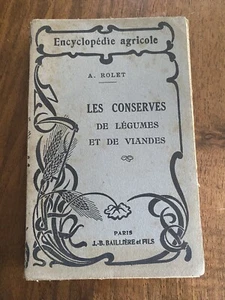 Encyclopédie agricole
A. ROLET
LES CONSERVES
DE LÉGUMES
ET DE VIANDES
PARIS
J.-B. BAILLIÈRE et FILS